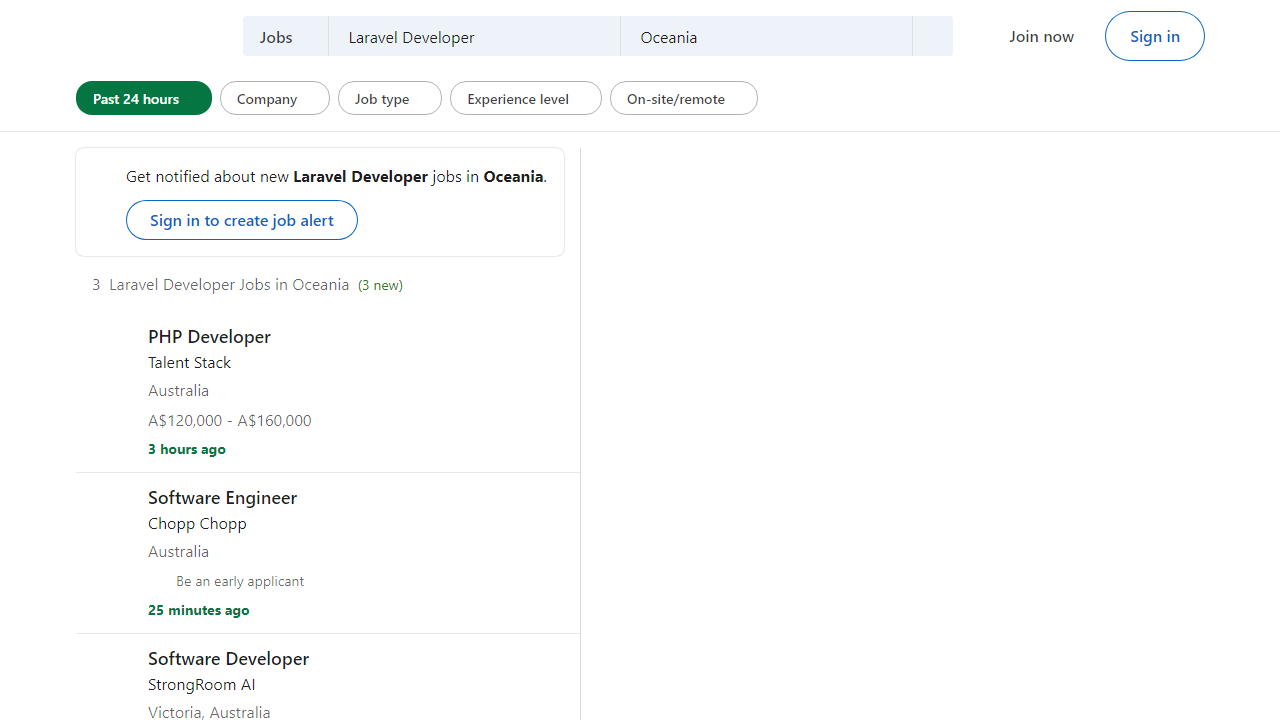 Jobs Laravel Developer Oceania Join now Sign in
Past 24 hours Company Job type Experience level On-site/remote
Get notified about new Laravel Developer jobs in Oceania.
Sign in to create job alert
3 Laravel Developer Jobs in Oceania (3 new)
PHP Developer
Talent Stack
Australia
A$120,000 - A$160,000
3 hours ago
Software Engineer
Chopp Chopp
Australia
Be an early applicant
25 minutes ago
Software Developer
StrongRoom AI
Victoria, Australia